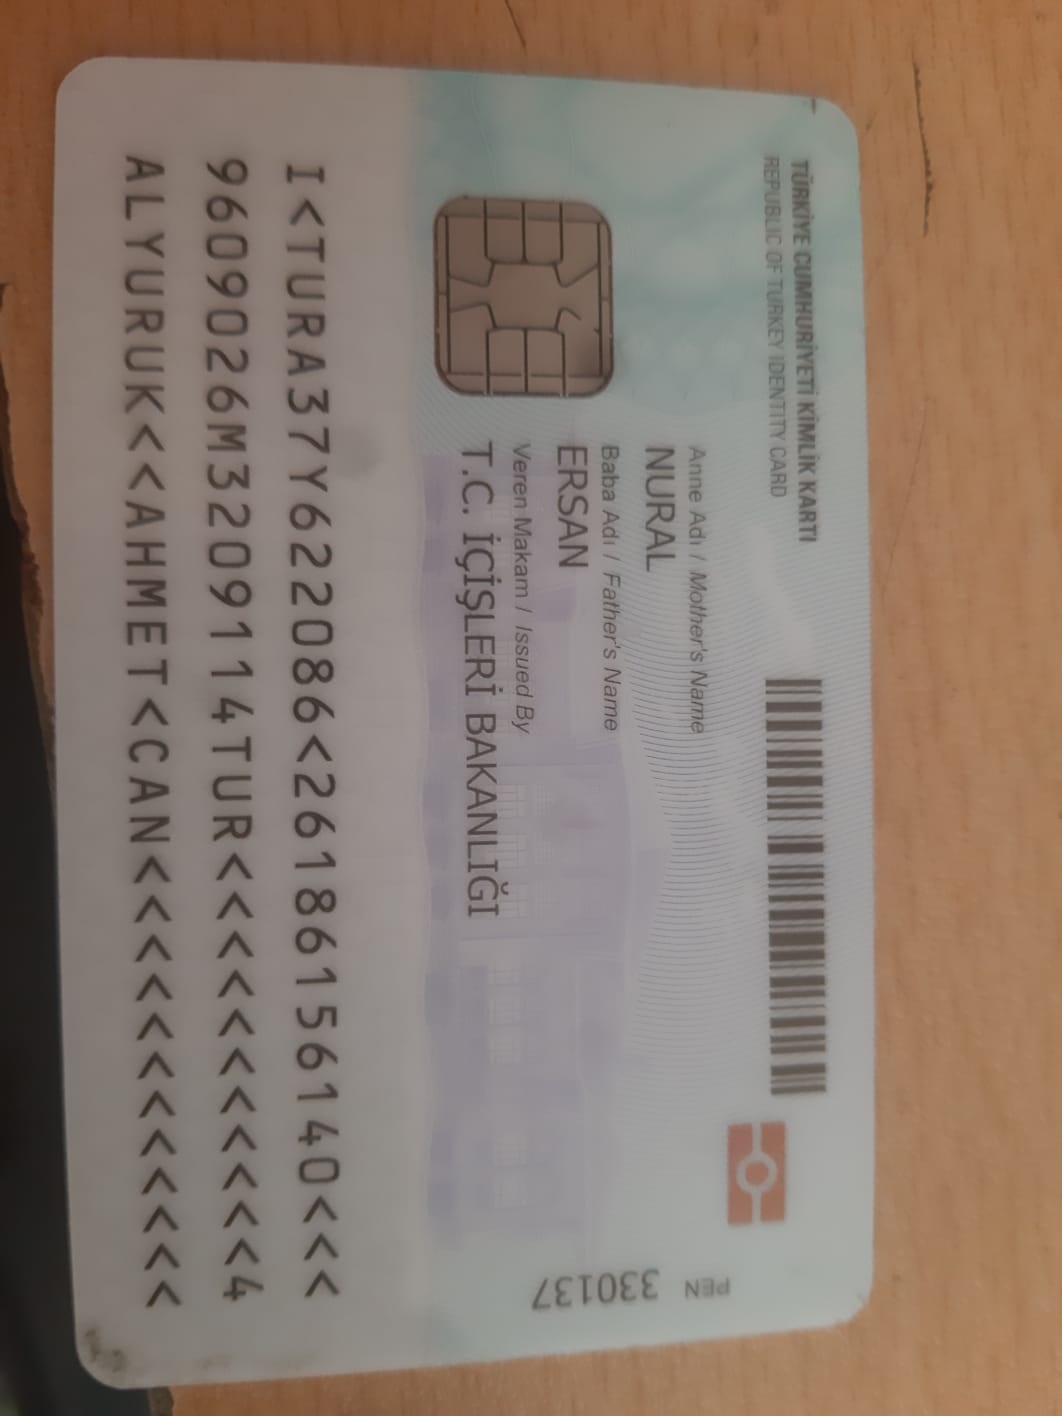 TÜRKİYE CUMHURİYETİ KİMLİK KARTI
REPUBLIC OF TURKEY IDENTITY CARD
Anne Adı / Mother's Name
NURAL
Baba Adı / Father's Name
ERSAN
Veren Makam / Issued By
T.C. İÇİŞLERİ BAKANLIĞI
PEN 330137
I<TURA37Y622086<26186156140<<<
9609026M3209114TUR<<<<<<<<<<<4
ALYURUK<<AHMET<CAN<<<<<<<<<<<<